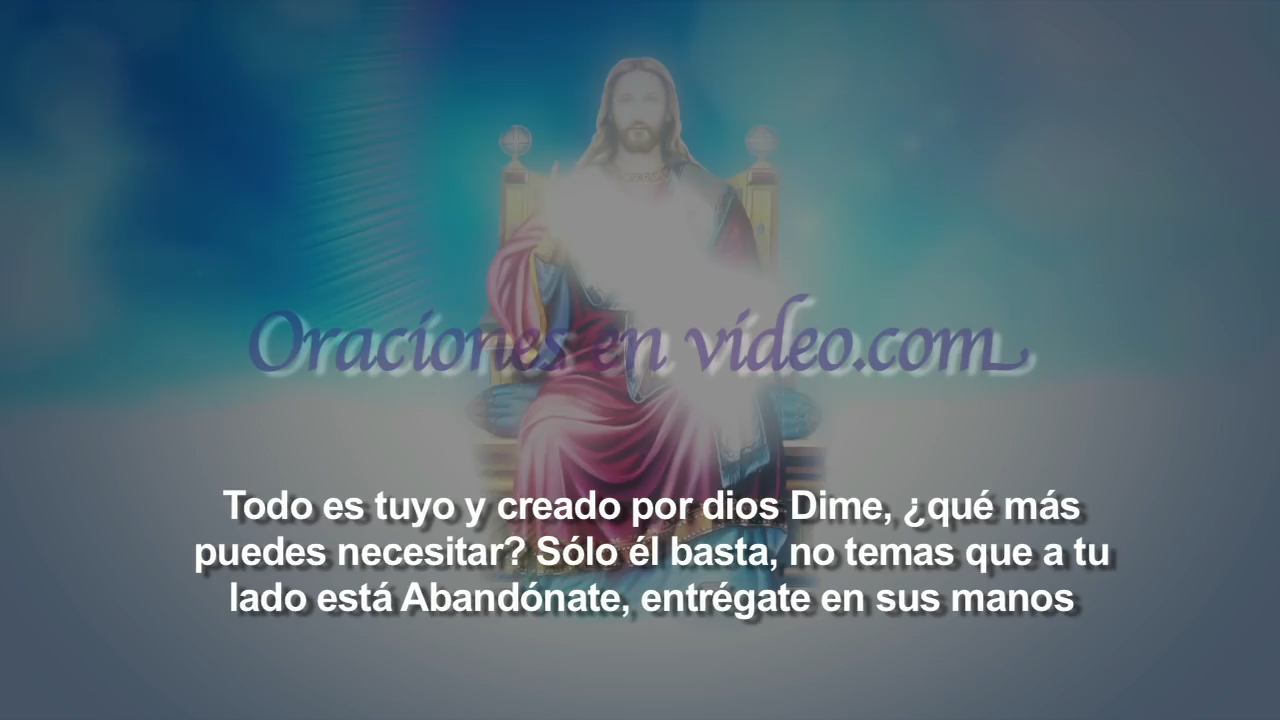 Oraciones en vídeo.com
Todo es tuyo y creado por dios Dime, ¿qué más
puedes necesitar? Sólo él basta, no temas que a tu
lado está Abandónate, entrégate en sus manos